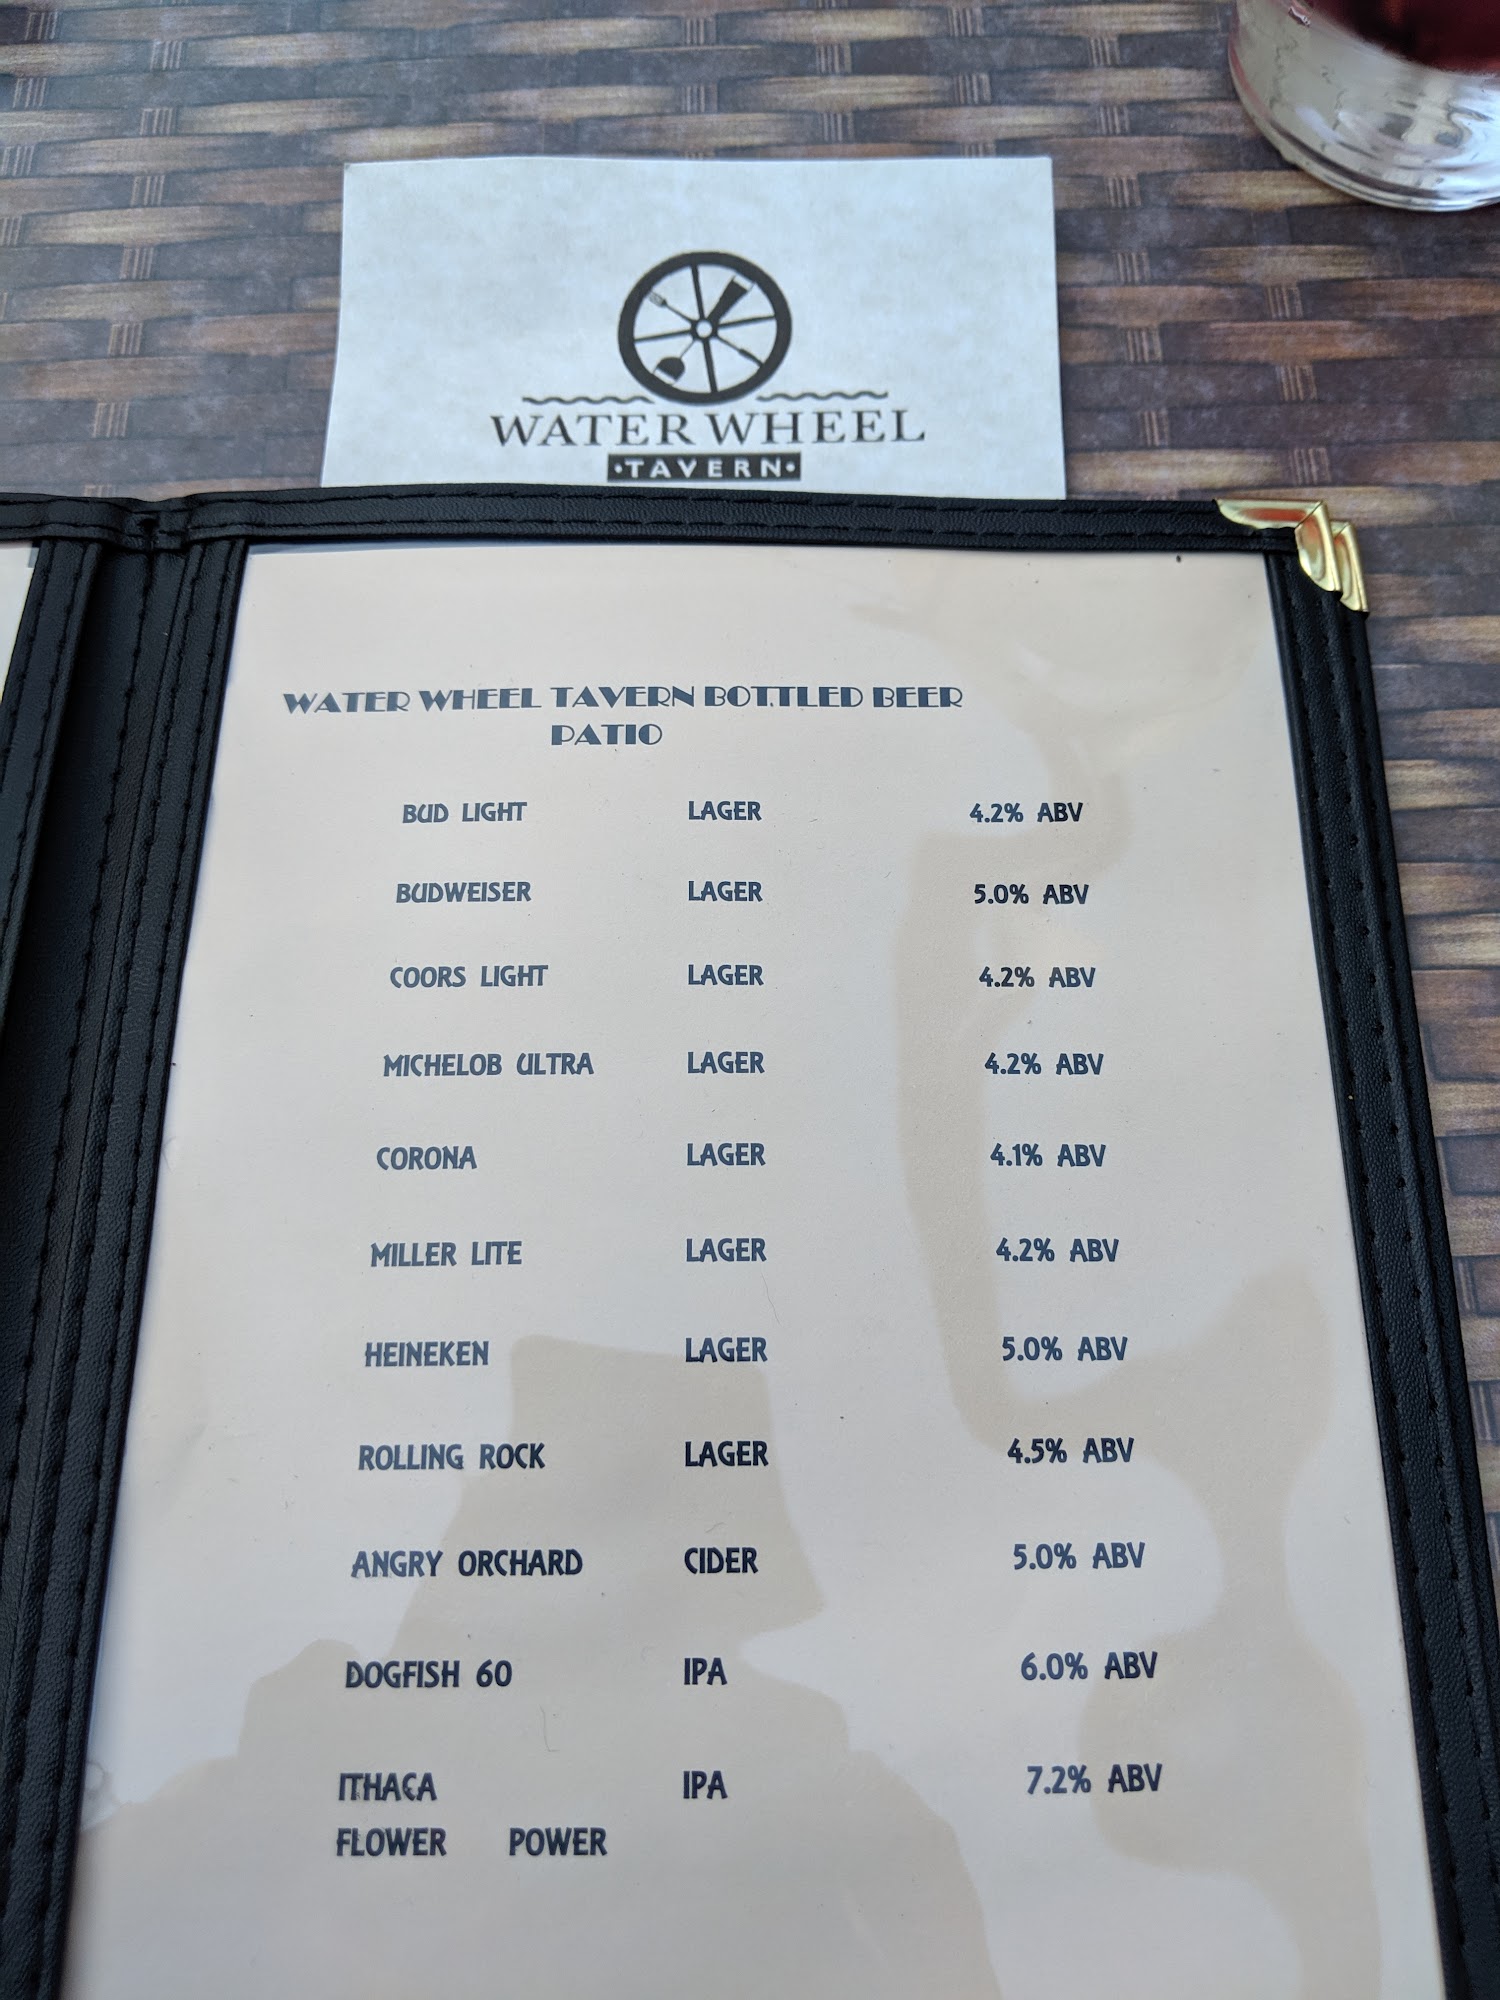 WATER WHEEL
•TAVERN•
WATER WHEEL TAVERN BOTTLED BEER
PATIO
BUD LIGHT LAGER 4.2% ABV
BUDWEISER LAGER 5.0% ABV
COORS LIGHT LAGER 4.2% ABV
MICHELOB ULTRA LAGER 4.2% ABV
CORONA LAGER 4.1% ABV
MILLER LITE LAGER 4.2% ABV
HEINEKEN LAGER 5.0% ABV
ROLLING ROCK LAGER 4.5% ABV
ANGRY ORCHARD CIDER 5.0% ABV
DOGFISH 60 IPA 6.0% ABV
ITHACA IPA 7.2% ABV
FLOWER POWER